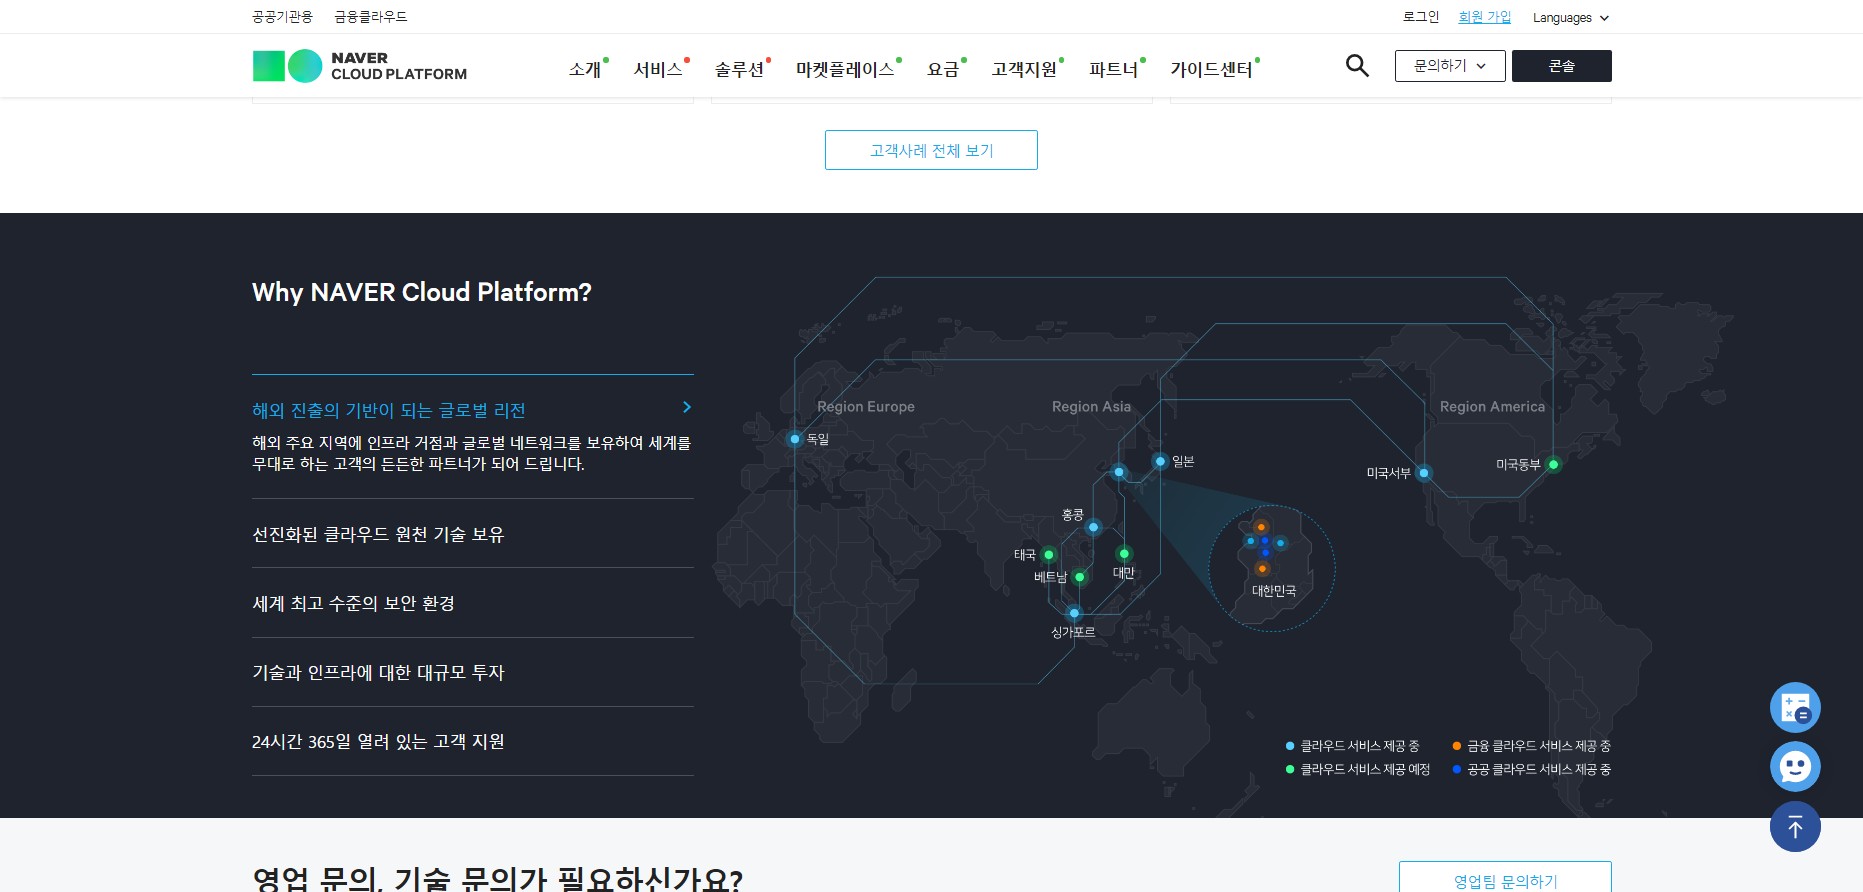 공공기관용 금융클라우드
로그인 회원 가입 Languages
NAVER
CLOUD PLATFORM
소개 서비스 솔루션 마켓플레이스 요금 고객지원 파트너 가이드센터
문의하기 콘솔
고객사례 전체 보기
Why NAVER Cloud Platform?
해외 진출의 기반이 되는 글로벌 리전
해외 주요 지역에 인프라 거점과 글로벌 네트워크를 보유하여 세계를
무대로 하는 고객의 든든한 파트너가 되어 드립니다.
선진화된 클라우드 원천 기술 보유
세계 최고 수준의 보안 환경
기술과 인프라에 대한 대규모 투자
24시간 365일 열려 있는 고객 지원
Region Europe Region Asia Region America
독일
일본
미국서부
미국동부
홍콩
태국
베트남
대만
싱가포르
대한민국
클라우드 서비스 제공 중 금융 클라우드 서비스 제공 중
클라우드 서비스 제공 예정 공공 클라우드 서비스 제공 중
영업 문의, 기술 문의가 필요하신가요?
영업팀 문의하기